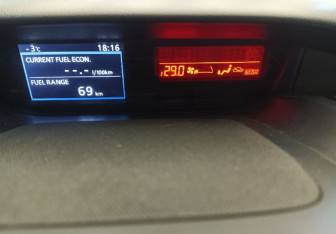 -3°C 18:16
CURRENT FUEL ECON.
--.- l/100km
FUEL RANGE
69 km
29.0